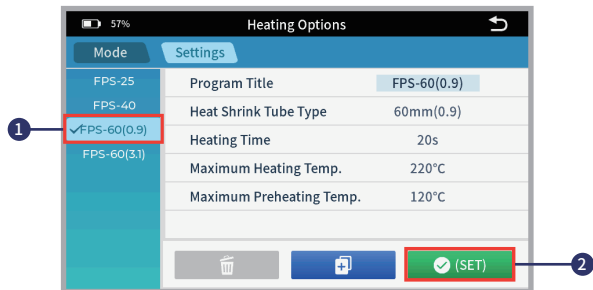 57% Heating Options
Mode Settings
FPS-25
FPS-40
FPS-60(0.9)
FPS-60(3.1)
Program Title FPS-60(0.9)
Heat Shrink Tube Type 60mm(0.9)
Heating Time 20s
Maximum Heating Temp. 220°C
Maximum Preheating Temp. 120°C
(SET)
1
2